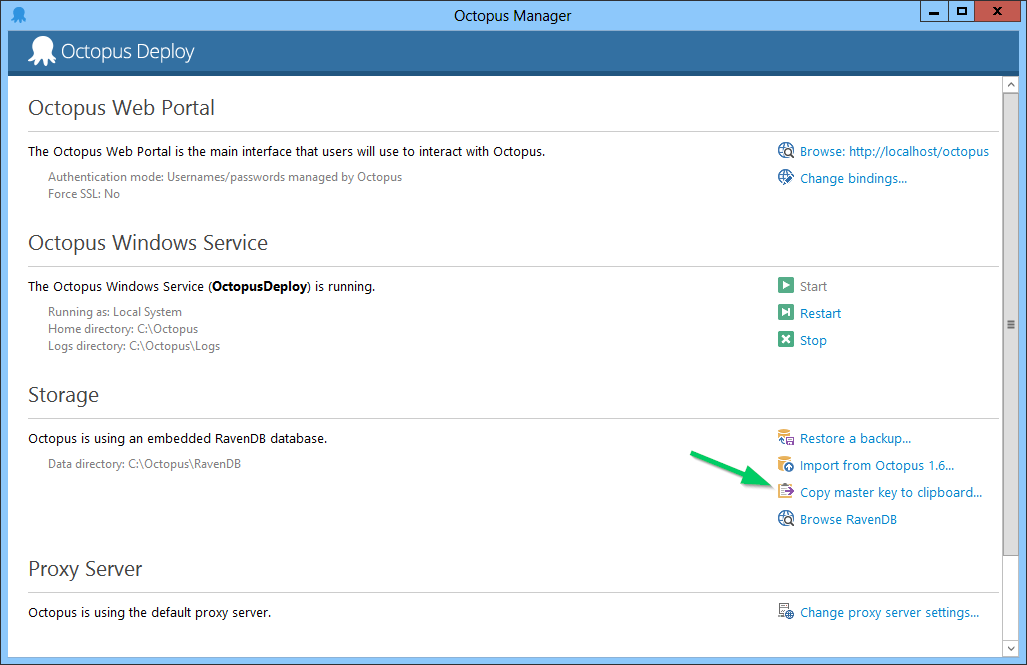 Octopus Manager
Octopus Deploy
Octopus Web Portal
The Octopus Web Portal is the main interface that users will use to interact with Octopus.
Browse: http://localhost/octopus
Authentication mode: Usernames/passwords managed by Octopus
Change bindings...
Force SSL: No
Octopus Windows Service
The Octopus Windows Service (OctopusDeploy) is running.
Start
Running as: Local System
Restart
Home directory: C:\Octopus
Logs directory: C:\Octopus\Logs
Stop
Storage
Octopus is using an embedded RavenDB database.
Restore a backup...
Data directory: C:\Octopus\RavenDB
Import from Octopus 1.6...
Copy master key to clipboard...
Browse RavenDB
Proxy Server
Octopus is using the default proxy server.
Change proxy server settings...